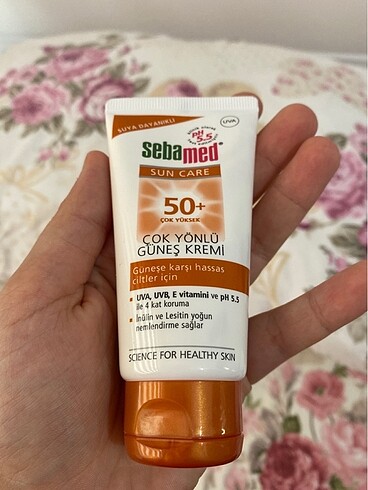 SUYA DAYANIKLI
pH
5.5
UVA
sebamed
SUN CARE
50+
ÇOK YÜKSEK
ÇOK YÖNLÜ
GÜNEŞ KREMİ
Güneşe karşı hassas
ciltler için
UVA, UVB, E vitamini ve pH 5.5
ile 4 kat koruma
İnülin ve Lesitin yoğun
nemlendirme sağlar
SCIENCE FOR HEALTHY SKIN